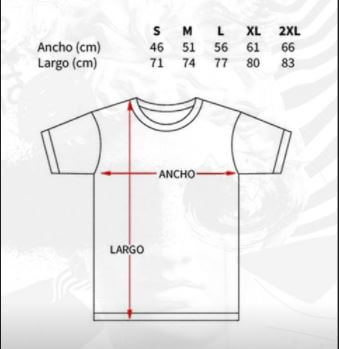 S M L XL 2XL
Ancho (cm) 46 51 56 61 66
Largo (cm) 71 74 77 80 83
ANCHO
LARGO